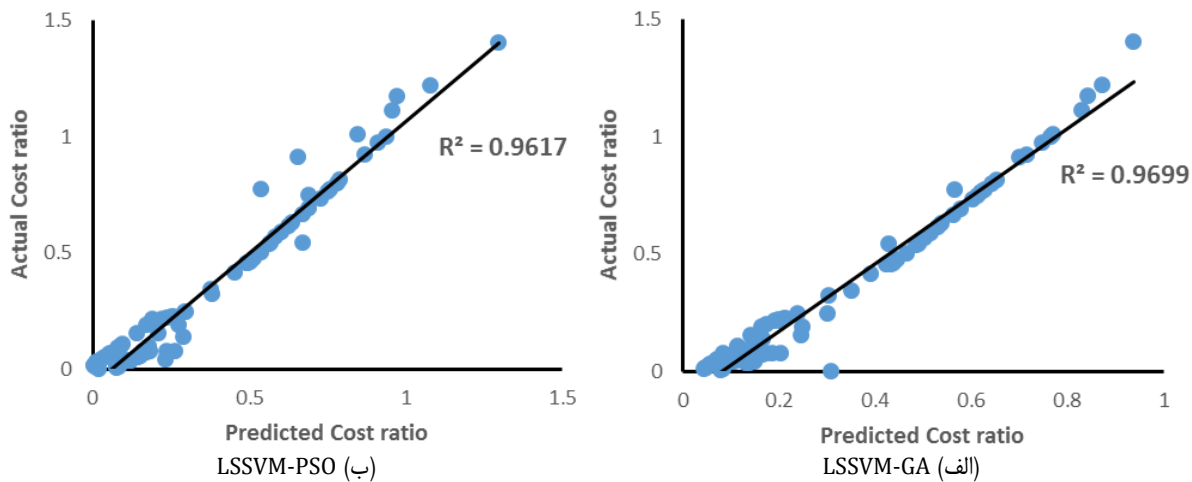 1.5
1
0.5
0
0
0.5
1
1.5
Actual Cost ratio
Predicted Cost ratio
R² = 0.9617
LSSVM-PSO (ب)
1.5
1
0.5
0
0
0.2
0.4
0.6
0.8
1
Actual Cost ratio
Predicted Cost ratio
R² = 0.9699
LSSVM-GA (الف)